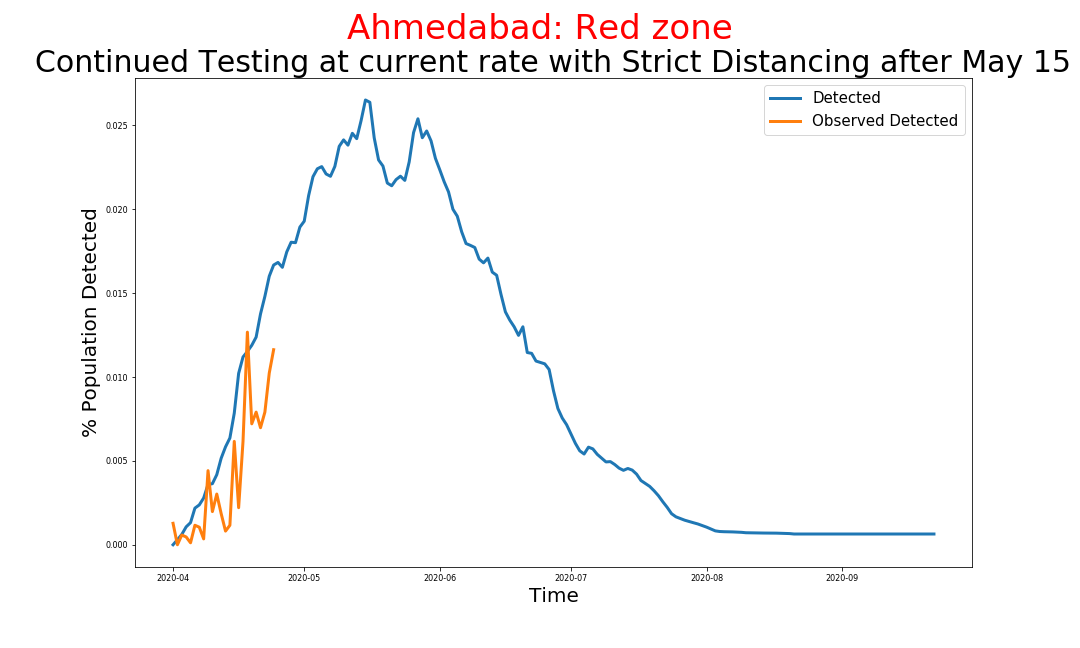 Ahmedabad: Red zone
Continued Testing at current rate with Strict Distancing after May 15
Detected
Observed Detected
% Population Detected
0.025
0.020
0.015
0.010
0.005
0.000
2020-04 2020-05 2020-06 2020-07 2020-08 2020-09
Time